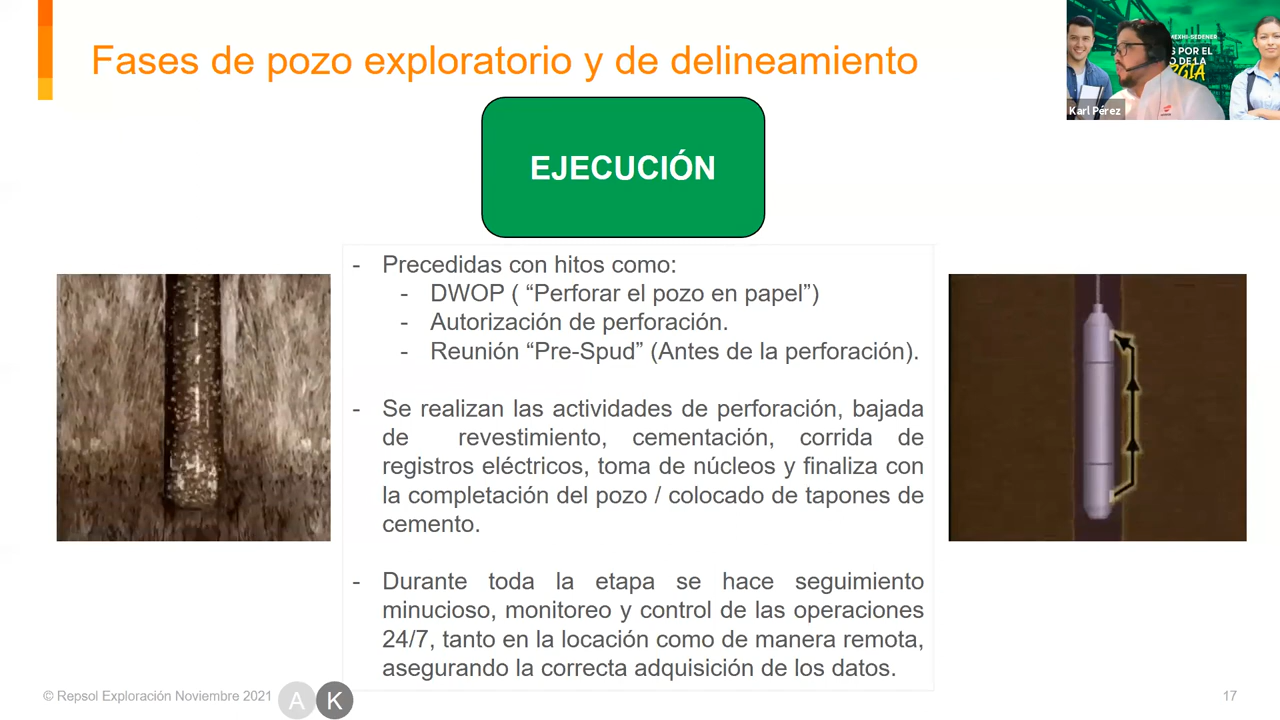 Fases de pozo exploratorio y de delineamiento
EJECUCIÓN
- Precedidas con hitos como:
- DWOP ( “Perforar el pozo en papel”)
- Autorización de perforación.
- Reunión “Pre-Spud” (Antes de la perforación).
- Se realizan las actividades de perforación, bajada
de revestimiento, cementación, corrida de
registros eléctricos, toma de núcleos y finaliza con
la completación del pozo / colocado de tapones de
cemento.
- Durante toda la etapa se hace seguimiento
minucioso, monitoreo y control de las operaciones
24/7, tanto en la locación como de manera remota,
asegurando la correcta adquisición de los datos.
© Repsol Exploración Noviembre 2021
A K
17
POR EL
DE LA
Karl Pérez